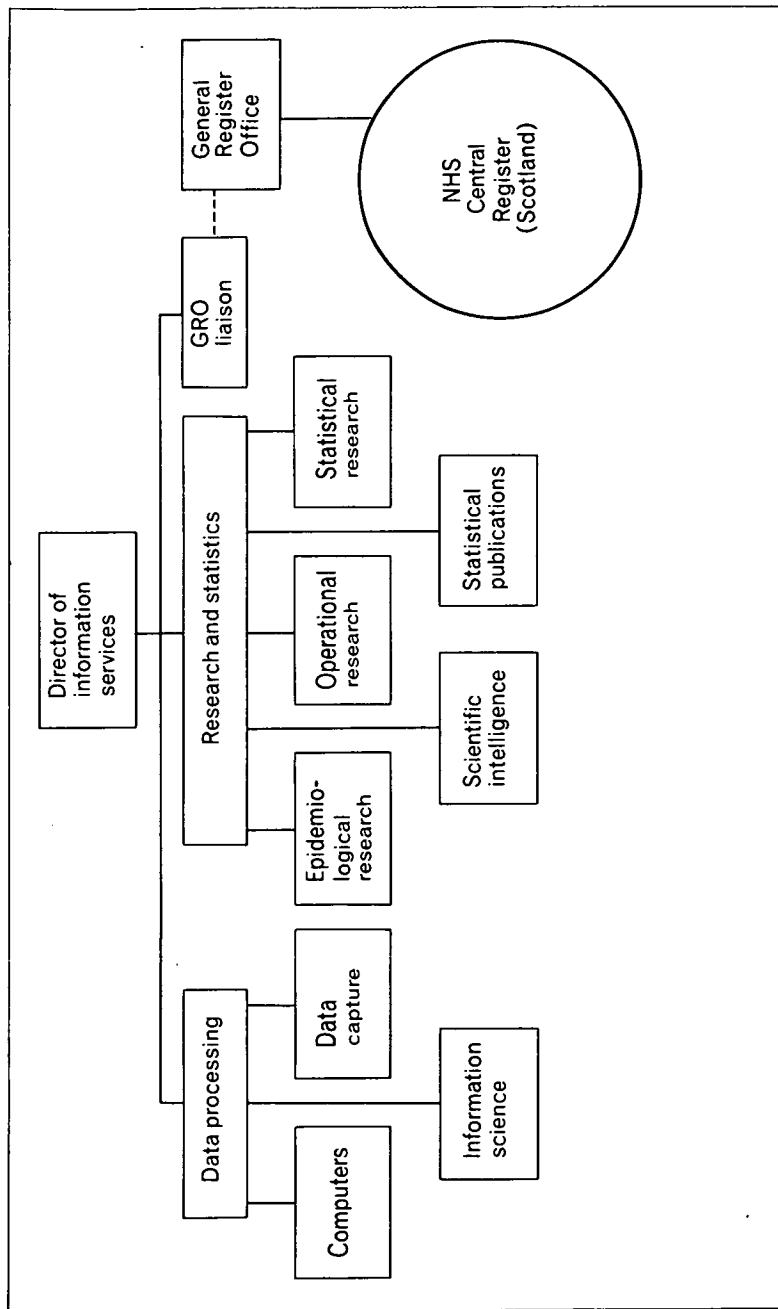 Director of
information
services
Data processing
Research and statistics
GRO
liaison
General
Register
Office
Computers
Data
capture
Epidemio-
logical
research
Operational
research
Statistical
research
Information
science
Scientific
intelligence
Statistical
publications
NHS
Central
Register
(Scotland)